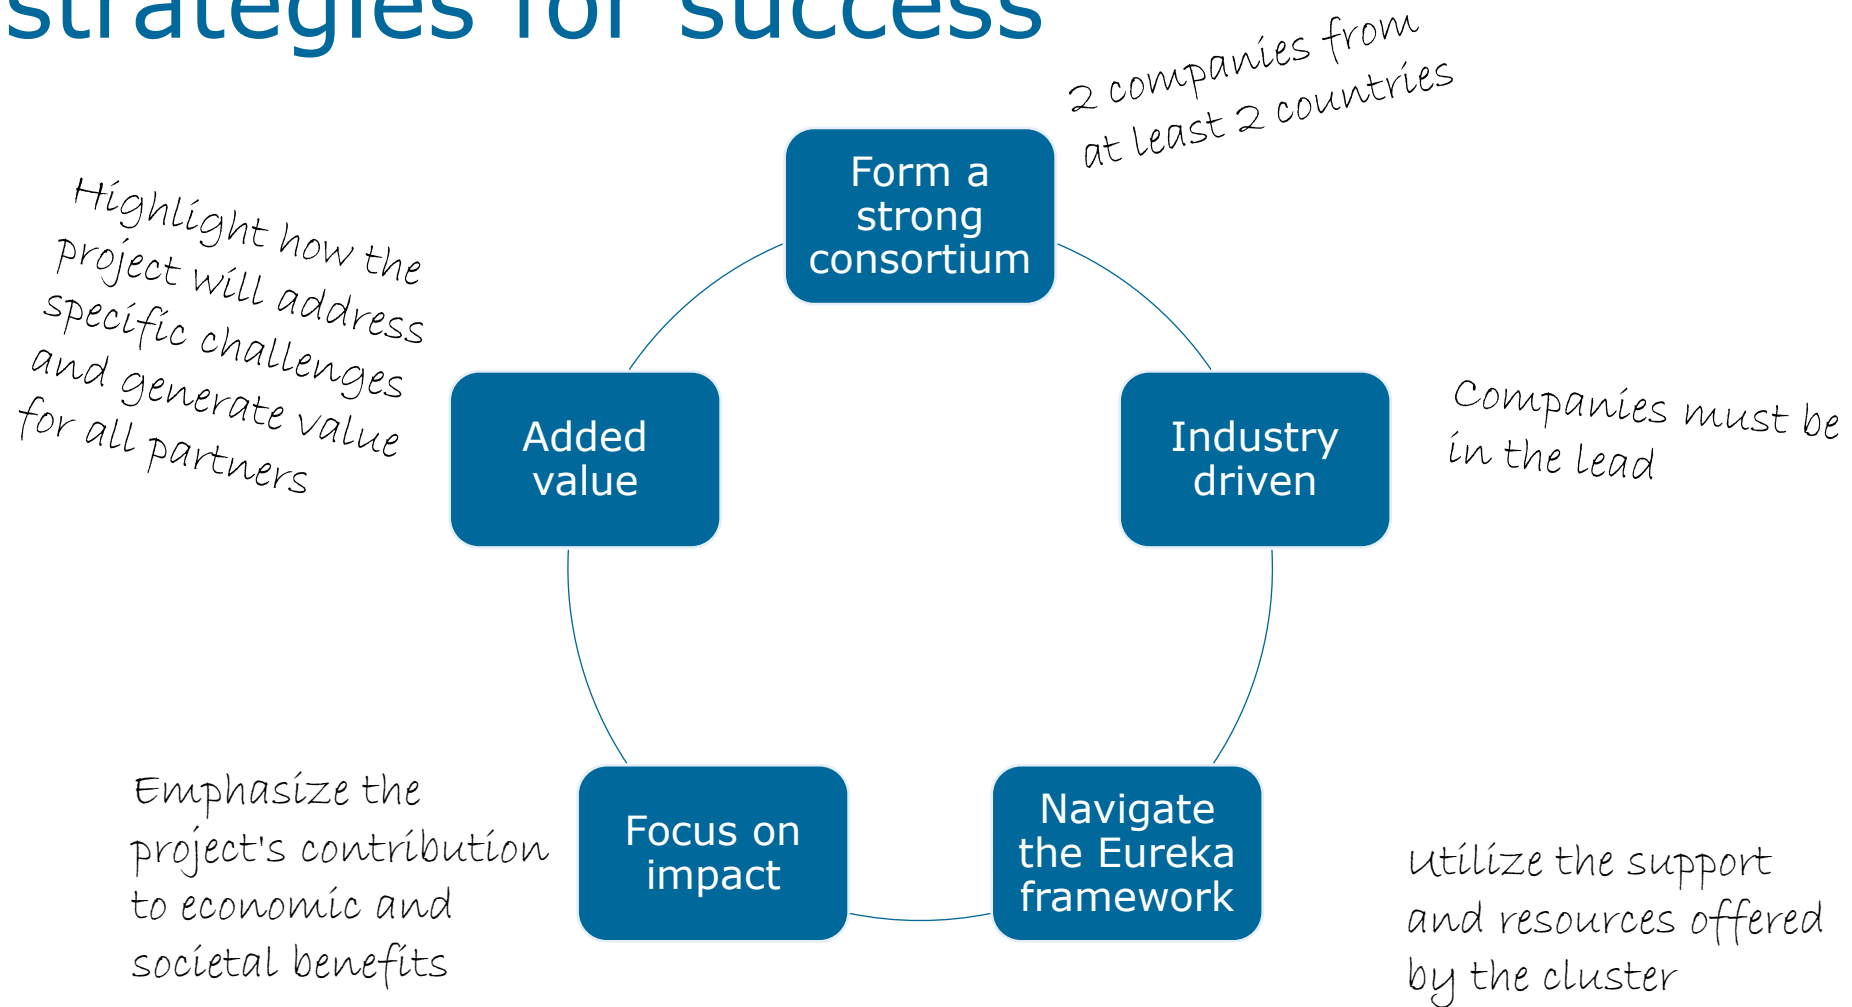 strategies for success
2 companies from
at least 2 countries
Form a
strong
consortium
Highlight how the
project will address
specific challenges
and generate value
for all partners
Added
value
Industry
driven
Companies must be
in the lead
Emphasize the
project's contribution
to economic and
societal benefits
Focus on
impact
Navigate
the Eureka
framework
Utilize the support
and resources offered
by the cluster